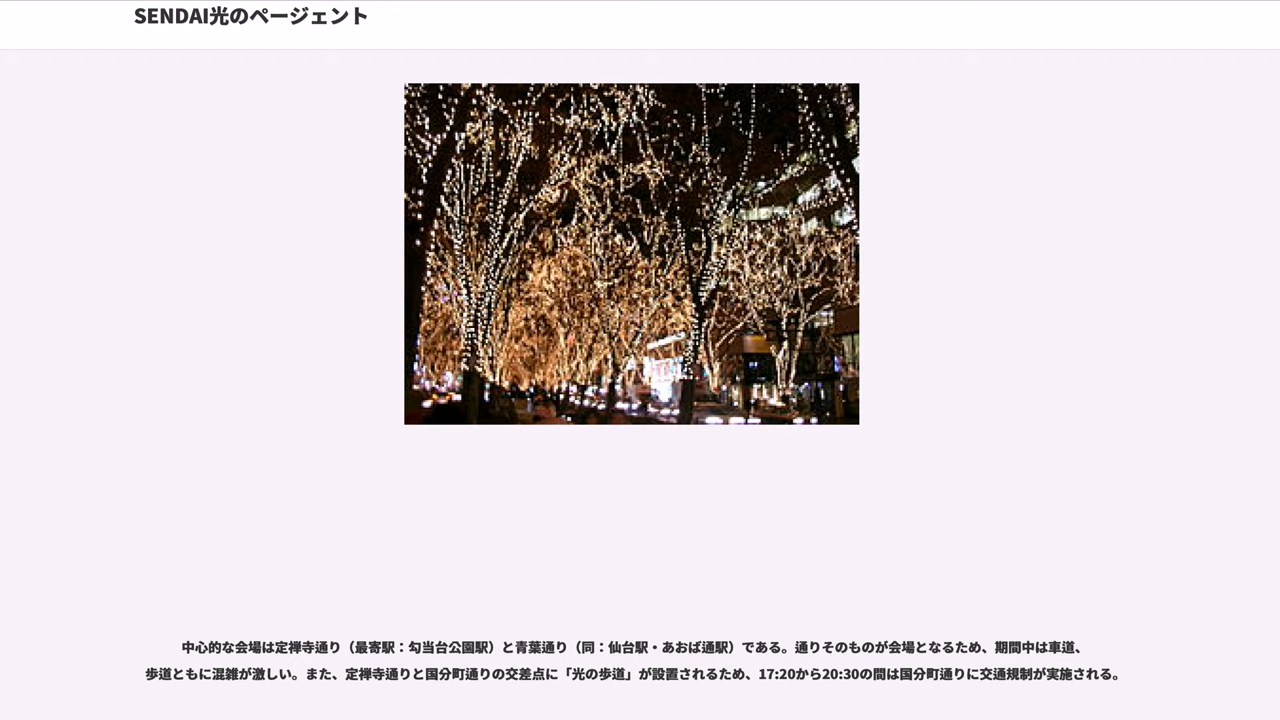 SENDAI光のページェント
中心的な会場は定禅寺通り（最寄駅：勾当台公園駅）と青葉通り（同：仙台駅・あおば通駅）である。通りそのものが会場となるため、期間中は車道、
歩道ともに混雑が激しい。また、定禅寺通りと国分町通りの交差点に「光の歩道」が設置されるため、17:20から20:30の間は国分町通りに交通規制が実施される。